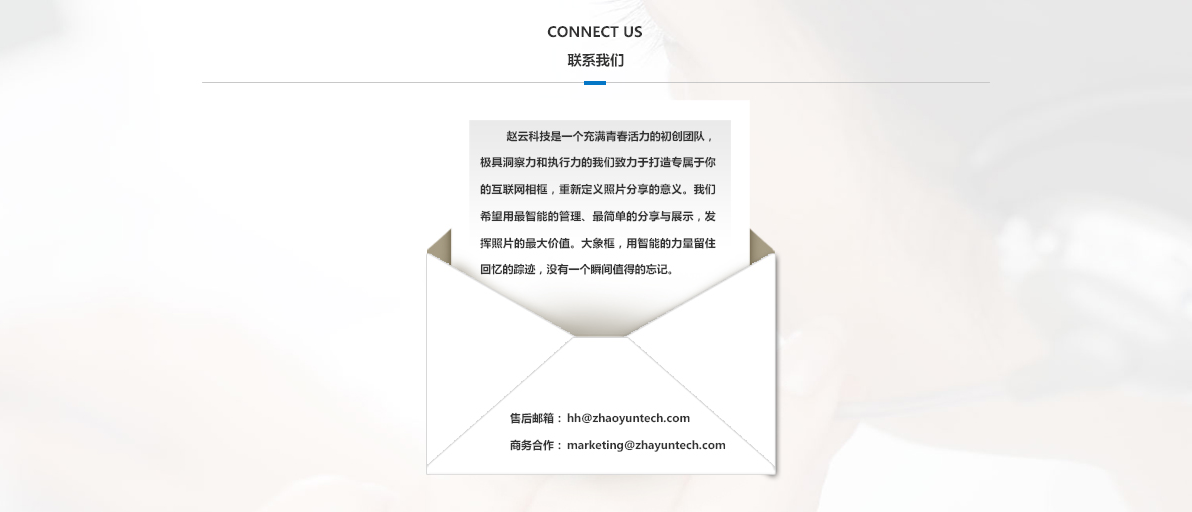 CONNECT US
联系我们
赵云科技是一个充满青春活力的初创团队，
极具洞察力和执行力的我们致力于打造专属于你
的互联网相框，重新定义照片分享的意义。我们
希望用最智能的管理、最简单的分享与展示，发
挥照片的最大价值。大象框，用智能的力量留住
回忆的踪迹，没有一个瞬间值得的忘记。
售后邮箱： hh@zhaoyuntech.com
商务合作： marketing@zhayuntech.com